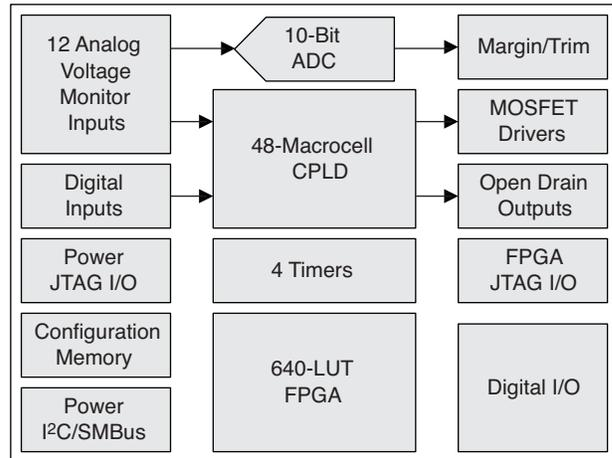 12 Analog
Voltage
Monitor
Inputs
10-Bit
ADC
Margin/Trim
48-Macrocell
CPLD
MOSFET
Drivers
Digital
Inputs
Open Drain
Outputs
Power
JTAG I/O
4 Timers
FPGA
JTAG I/O
Configuration
Memory
640-LUT
FPGA
Digital I/O
Power
I²C/SMBus